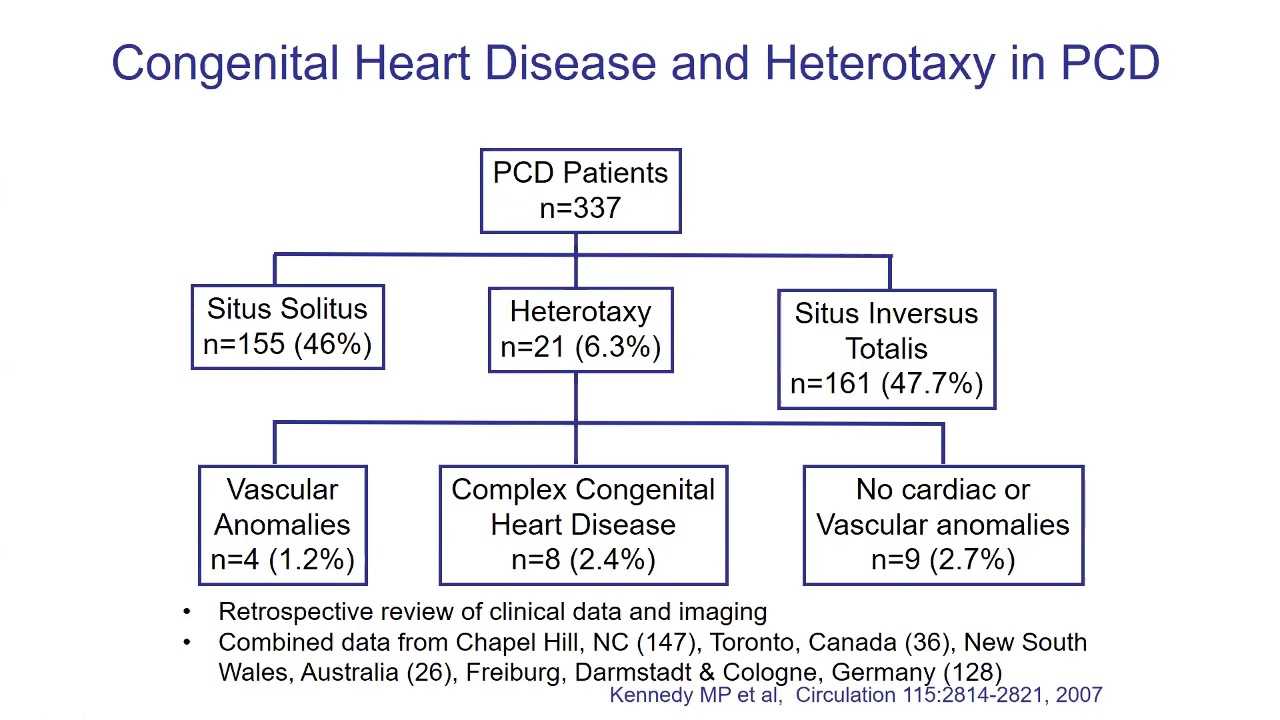 Congenital Heart Disease and Heterotaxy in PCD
PCD Patients
n=337
Situs Solitus
n=155 (46%)
Heterotaxy
n=21 (6.3%)
Situs Inversus
Totalis
n=161 (47.7%)
Vascular
Anomalies
n=4 (1.2%)
Complex Congenital
Heart Disease
n=8 (2.4%)
No cardiac or
Vascular anomalies
n=9 (2.7%)
• Retrospective review of clinical data and imaging
• Combined data from Chapel Hill, NC (147), Toronto, Canada (36), New South
Wales, Australia (26), Freiburg, Darmstadt & Cologne, Germany (128)
Kennedy MP et al, Circulation 115:2814-2821, 2007